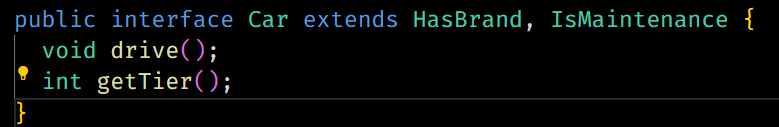 public interface Car extends HasBrand, IsMaintenance {
  void drive();
  int getTier();
}